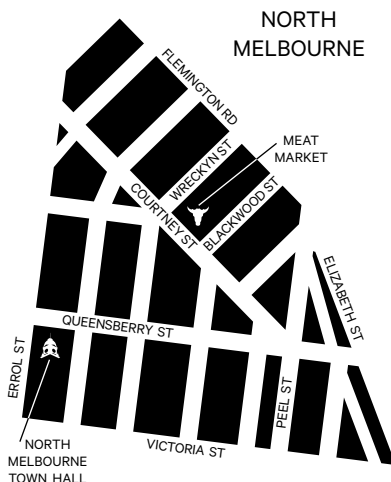 NORTH
MELBOURNE
FLEMINGTON RD
WRECKYN ST
MEAT
MARKET
COURTNEY ST
BLACKWOOD ST
ELIZABETH ST
QUEENSBERRY ST
ERROL ST
PEEL ST
NORTH
MELBOURNE
TOWN HALL
VICTORIA ST